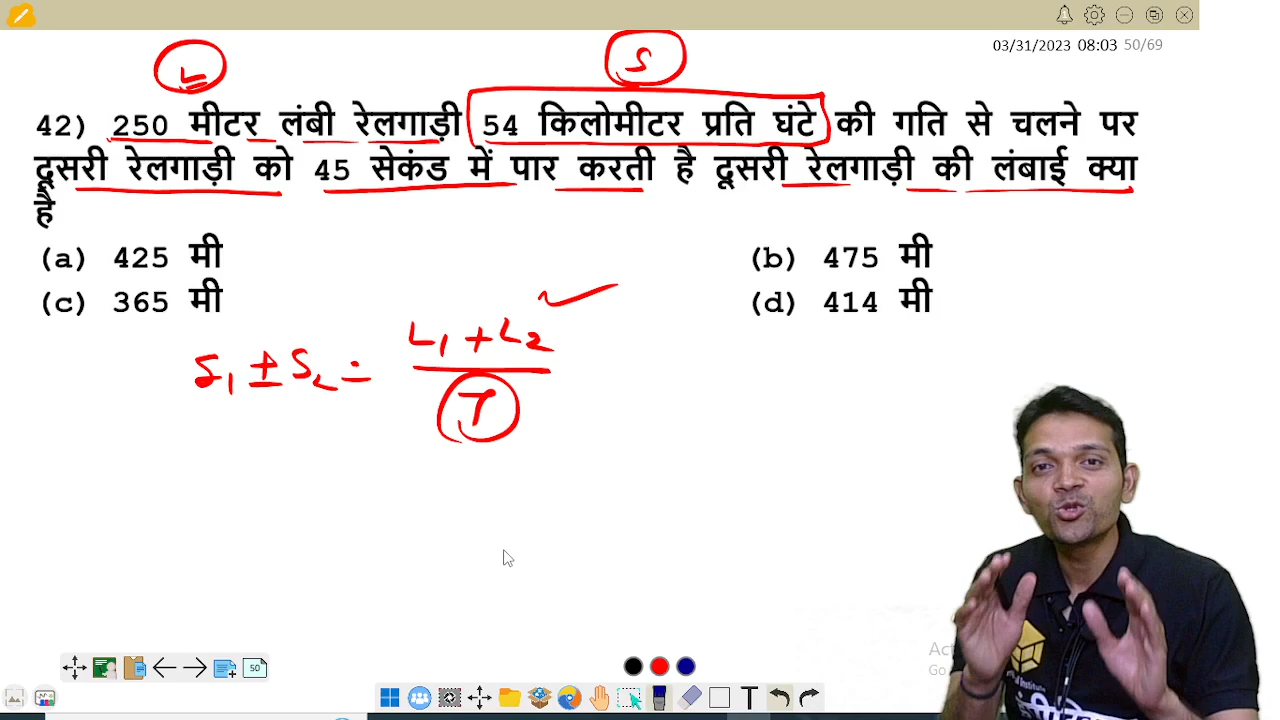 03/31/2023 08:03 50/69
L
S
42) 250 मीटर लंबी रेलगाड़ी 54 किलोमीटर प्रति घंटे की गति से चलने पर
दूसरी रेलगाड़ी को 45 सेकंड में पार करती है दूसरी रेलगाड़ी की लंबाई क्या
है
(a) 425 मी
(b) 475 मी
(c) 365 मी
(d) 414 मी
S₁ ± S₂ = L₁ + L₂
T
50